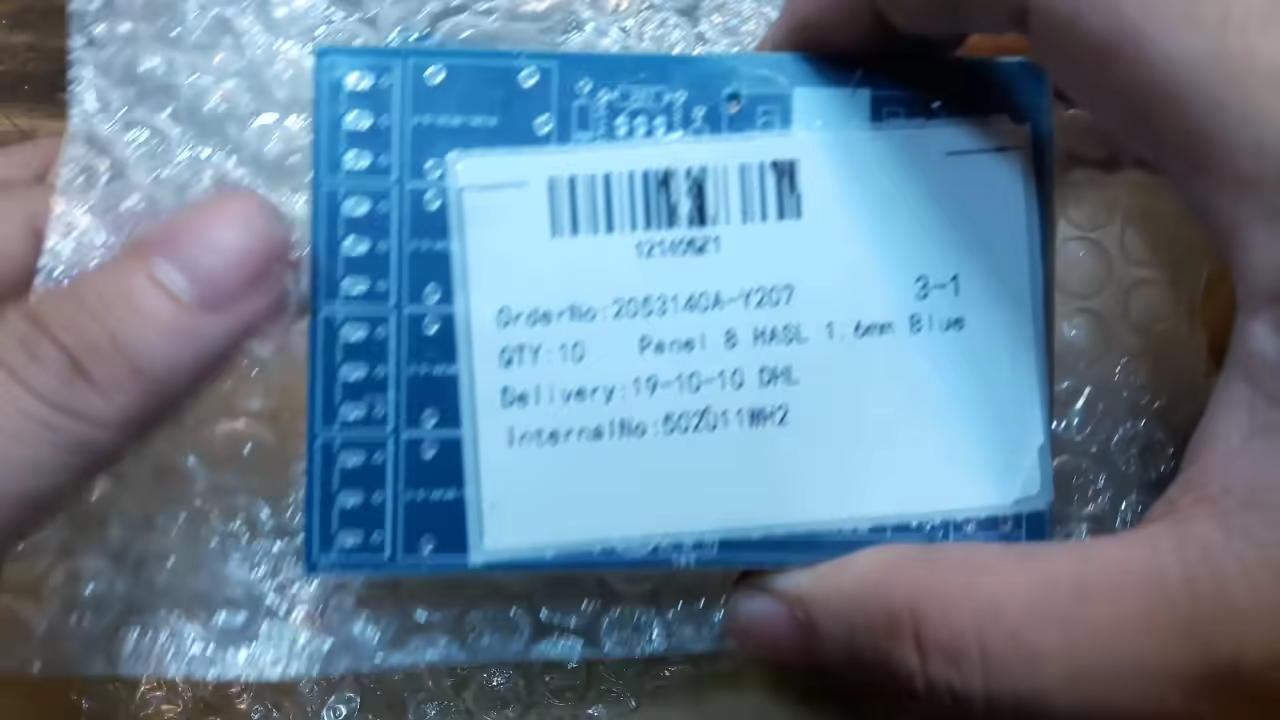 12140621
3-1
OrderNo:2053140A-Y207
QTY:10 Panel 8 HASL 1.6mm Blue
Delivery:19-10-10 DHL
InternalNo:502011WH2